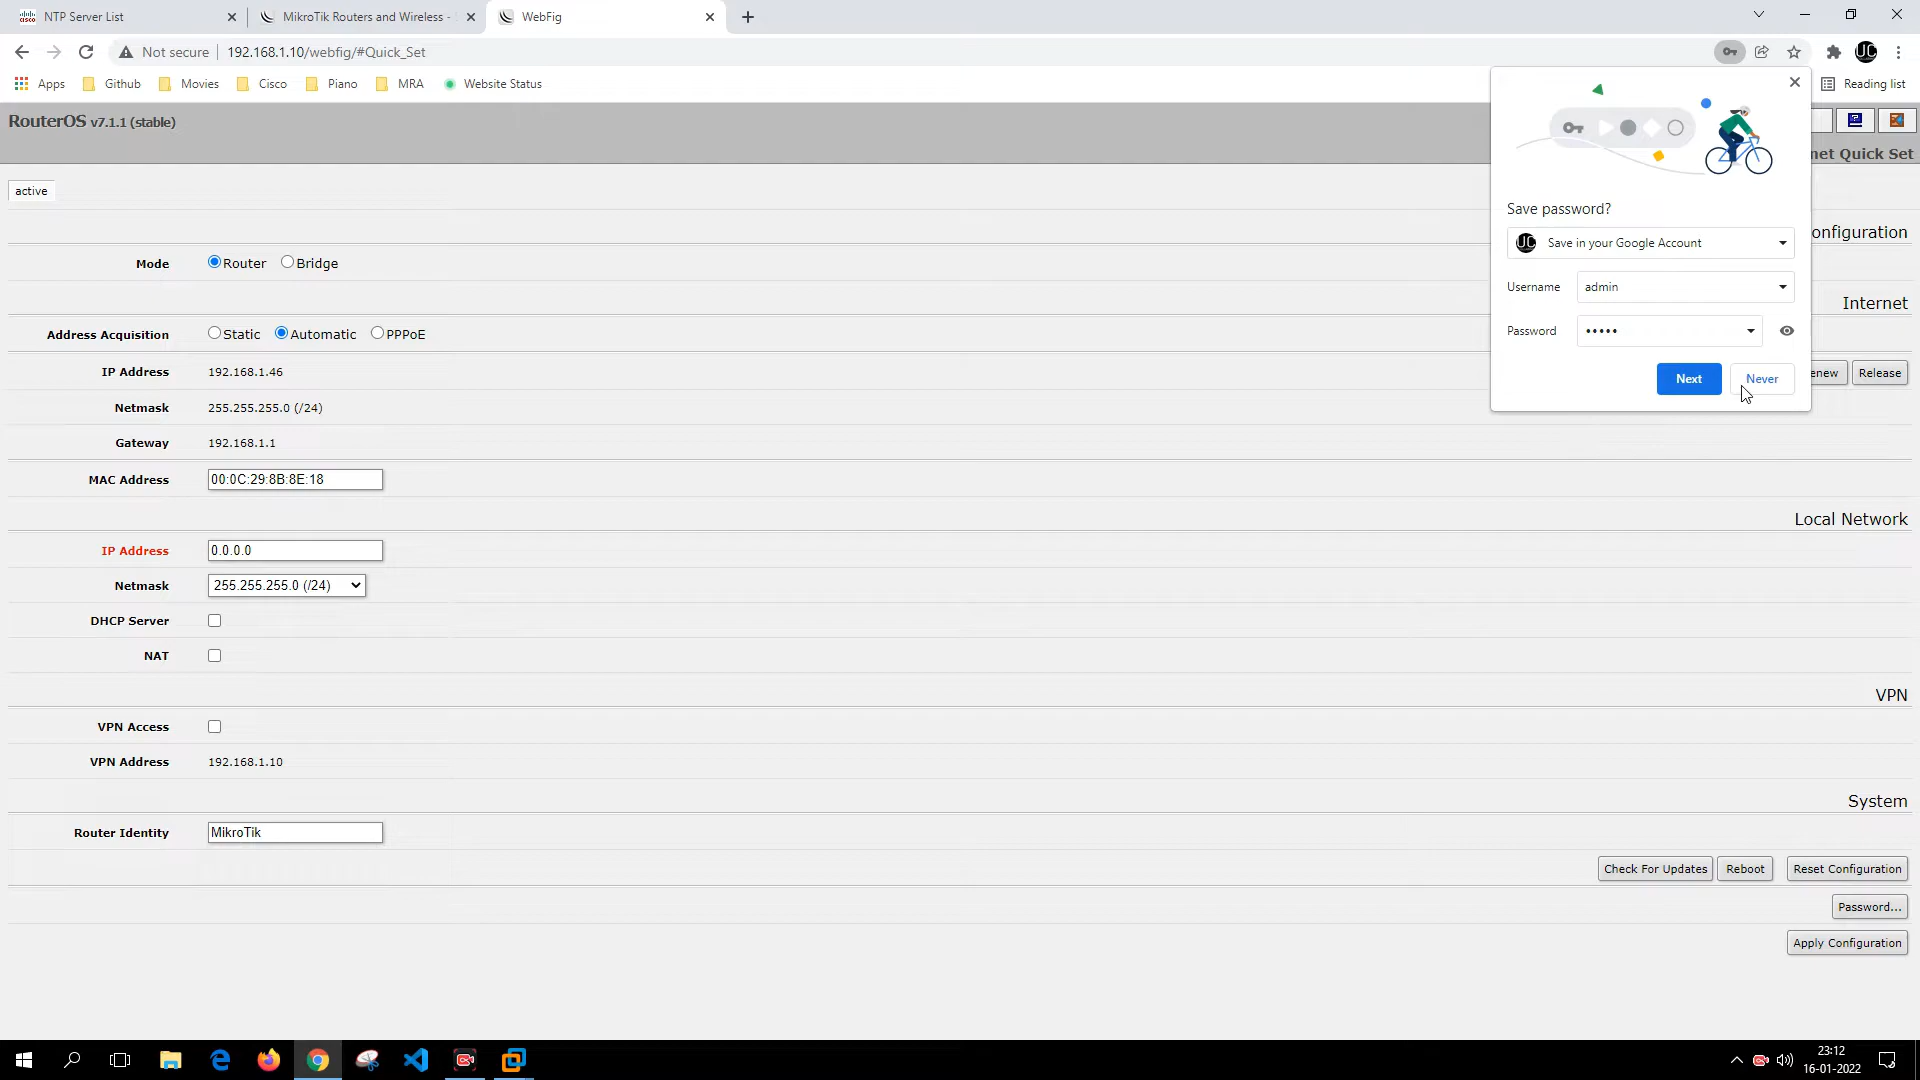 NTP Server List
MikroTik Routers and Wireless -
WebFig
Not secure
192.168.1.10/webfig/#Quick_Set
Apps
Github
Movies
Cisco
Piano
MRA
Website Status
Reading list
RouterOS v7.1.1 (stable)
net Quick Set
active
Save password?
Save in your Google Account
Username
admin
Password
•••••
Next
Never
onfiguration
Mode
Router
Bridge
Internet
Address Acquisition
Static
Automatic
PPPoE
IP Address
192.168.1.46
enew
Release
Netmask
255.255.255.0 (/24)
Gateway
192.168.1.1
MAC Address
00:0C:29:8B:8E:18
Local Network
IP Address
0.0.0.0
Netmask
255.255.255.0 (/24)
DHCP Server
NAT
VPN
VPN Access
VPN Address
192.168.1.10
System
Router Identity
MikroTik
Check For Updates
Reboot
Reset Configuration
Password...
Apply Configuration
23:12
16-01-2022